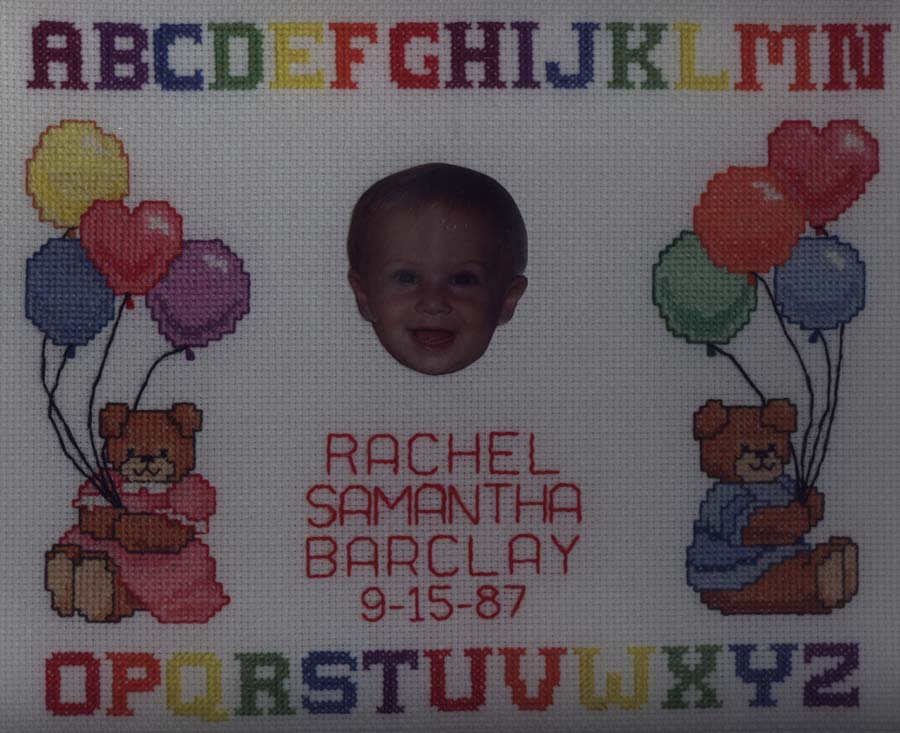 ABCDEFGHIJKLMN
RACHEL
SAMANTHA
BARCLAY
9-15-87
OPQRSTUVWXYZ